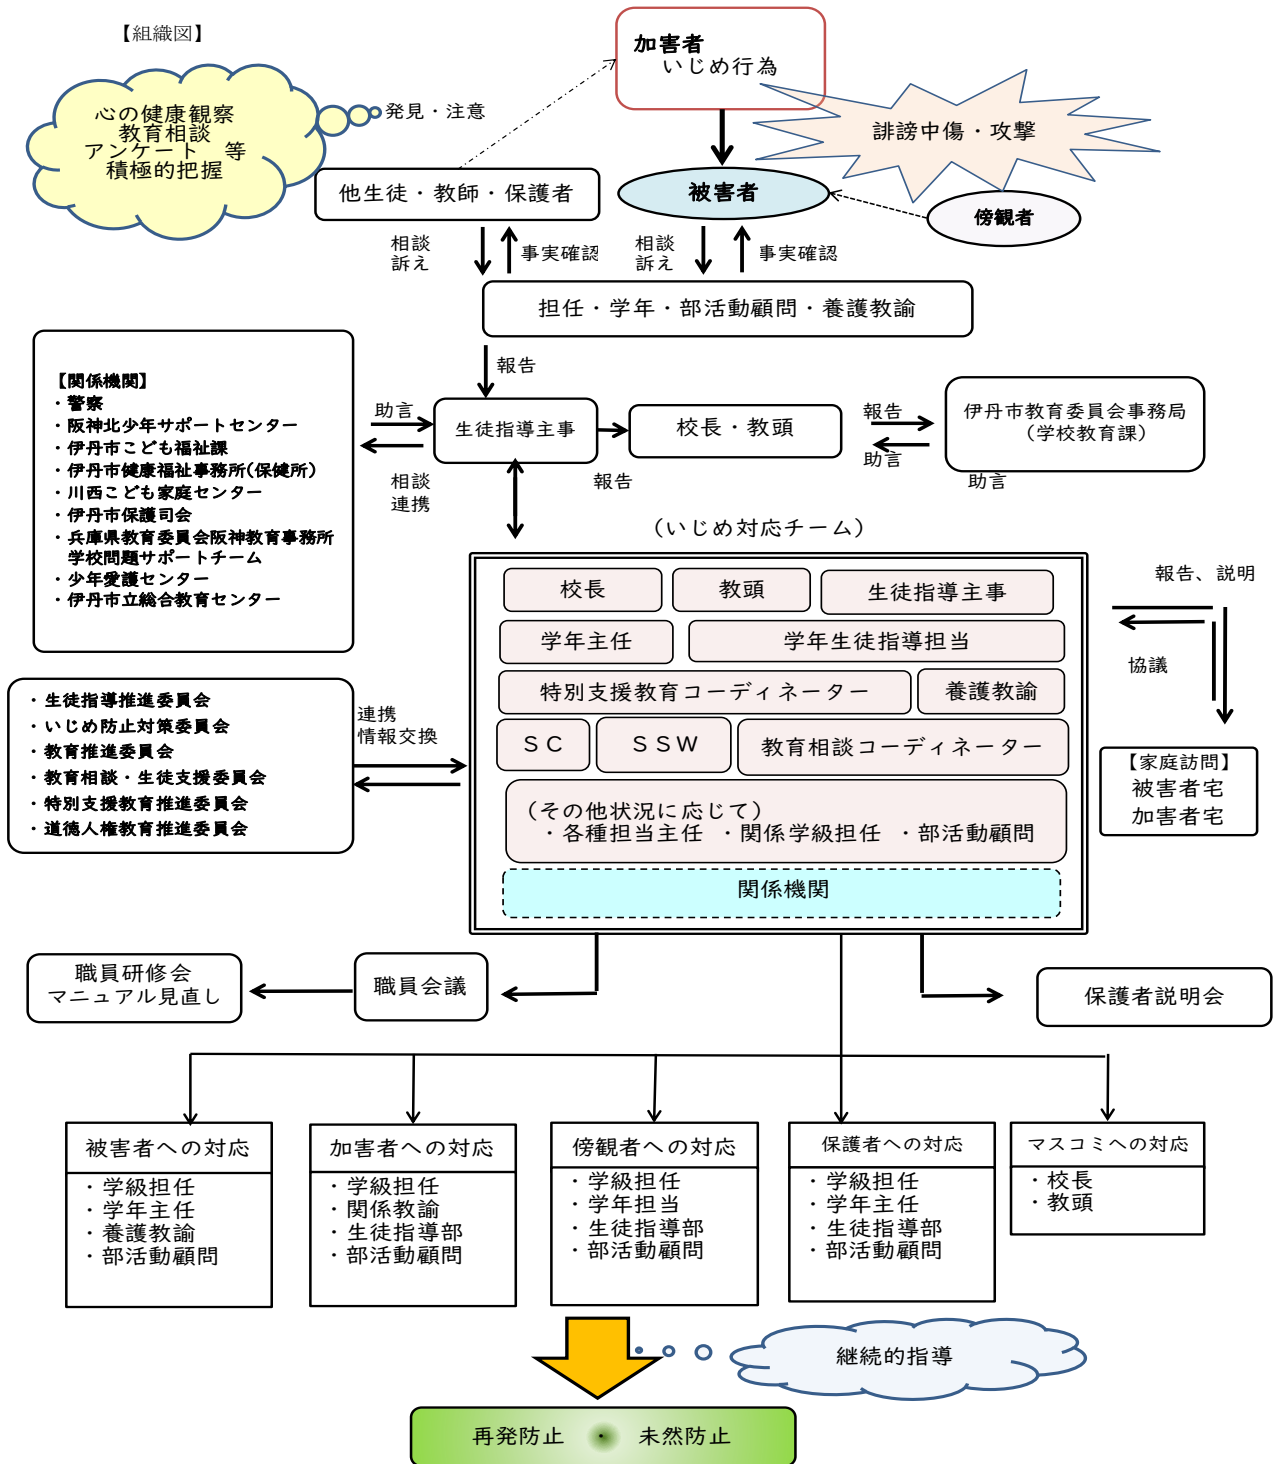 【組織図】
加害者
いじめ行為
心の健康観察
教育相談
アンケート　等
積極的把握
発見・注意
誹謗中傷・攻撃
他生徒・教師・保護者
被害者
傍観者
相談
訴え
事実確認
相談
訴え
事実確認
担任・学年・部活動顧問・養護教諭
報告
【関係機関】
・警察
・阪神北少年サポートセンター
・伊丹市こども福祉課
・伊丹市健康福祉事務所(保健所)
・川西こども家庭センター
・伊丹市保護司会
・兵庫県教育委員会阪神教育事務所
学校問題サポートチーム
・少年愛護センター
・伊丹市立総合教育センター
助言
相談
連携
生徒指導主事
報告
校長・教頭
報告
助言
伊丹市教育委員会事務局
（学校教育課）
助言
（いじめ対応チーム）
校長
教頭
生徒指導主事
学年主任
学年生徒指導担当
特別支援教育コーディネーター
養護教諭
ＳＣ
ＳＳＷ
教育相談コーディネーター
（その他状況に応じて）
・各種担当主任　・関係学級担任　・部活動顧問
関係機関
報告、説明
協議
【家庭訪問】
被害者宅
加害者宅
・生徒指導推進委員会
・いじめ防止対策委員会
・教育推進委員会
・教育相談・生徒支援委員会
・特別支援教育推進委員会
・道徳人権教育推進委員会
連携
情報交換
職員研修会
マニュアル見直し
職員会議
保護者説明会
被害者への対応
・学級担任
・学年主任
・養護教諭
・部活動顧問
加害者への対応
・学級担任
・関係教諭
・生徒指導部
・部活動顧問
傍観者への対応
・学級担任
・学年担当
・生徒指導部
・部活動顧問
保護者への対応
・学級担任
・学年主任
・生徒指導部
・部活動顧問
マスコミへの対応
・校長
・教頭
継続的指導
再発防止　・　未然防止